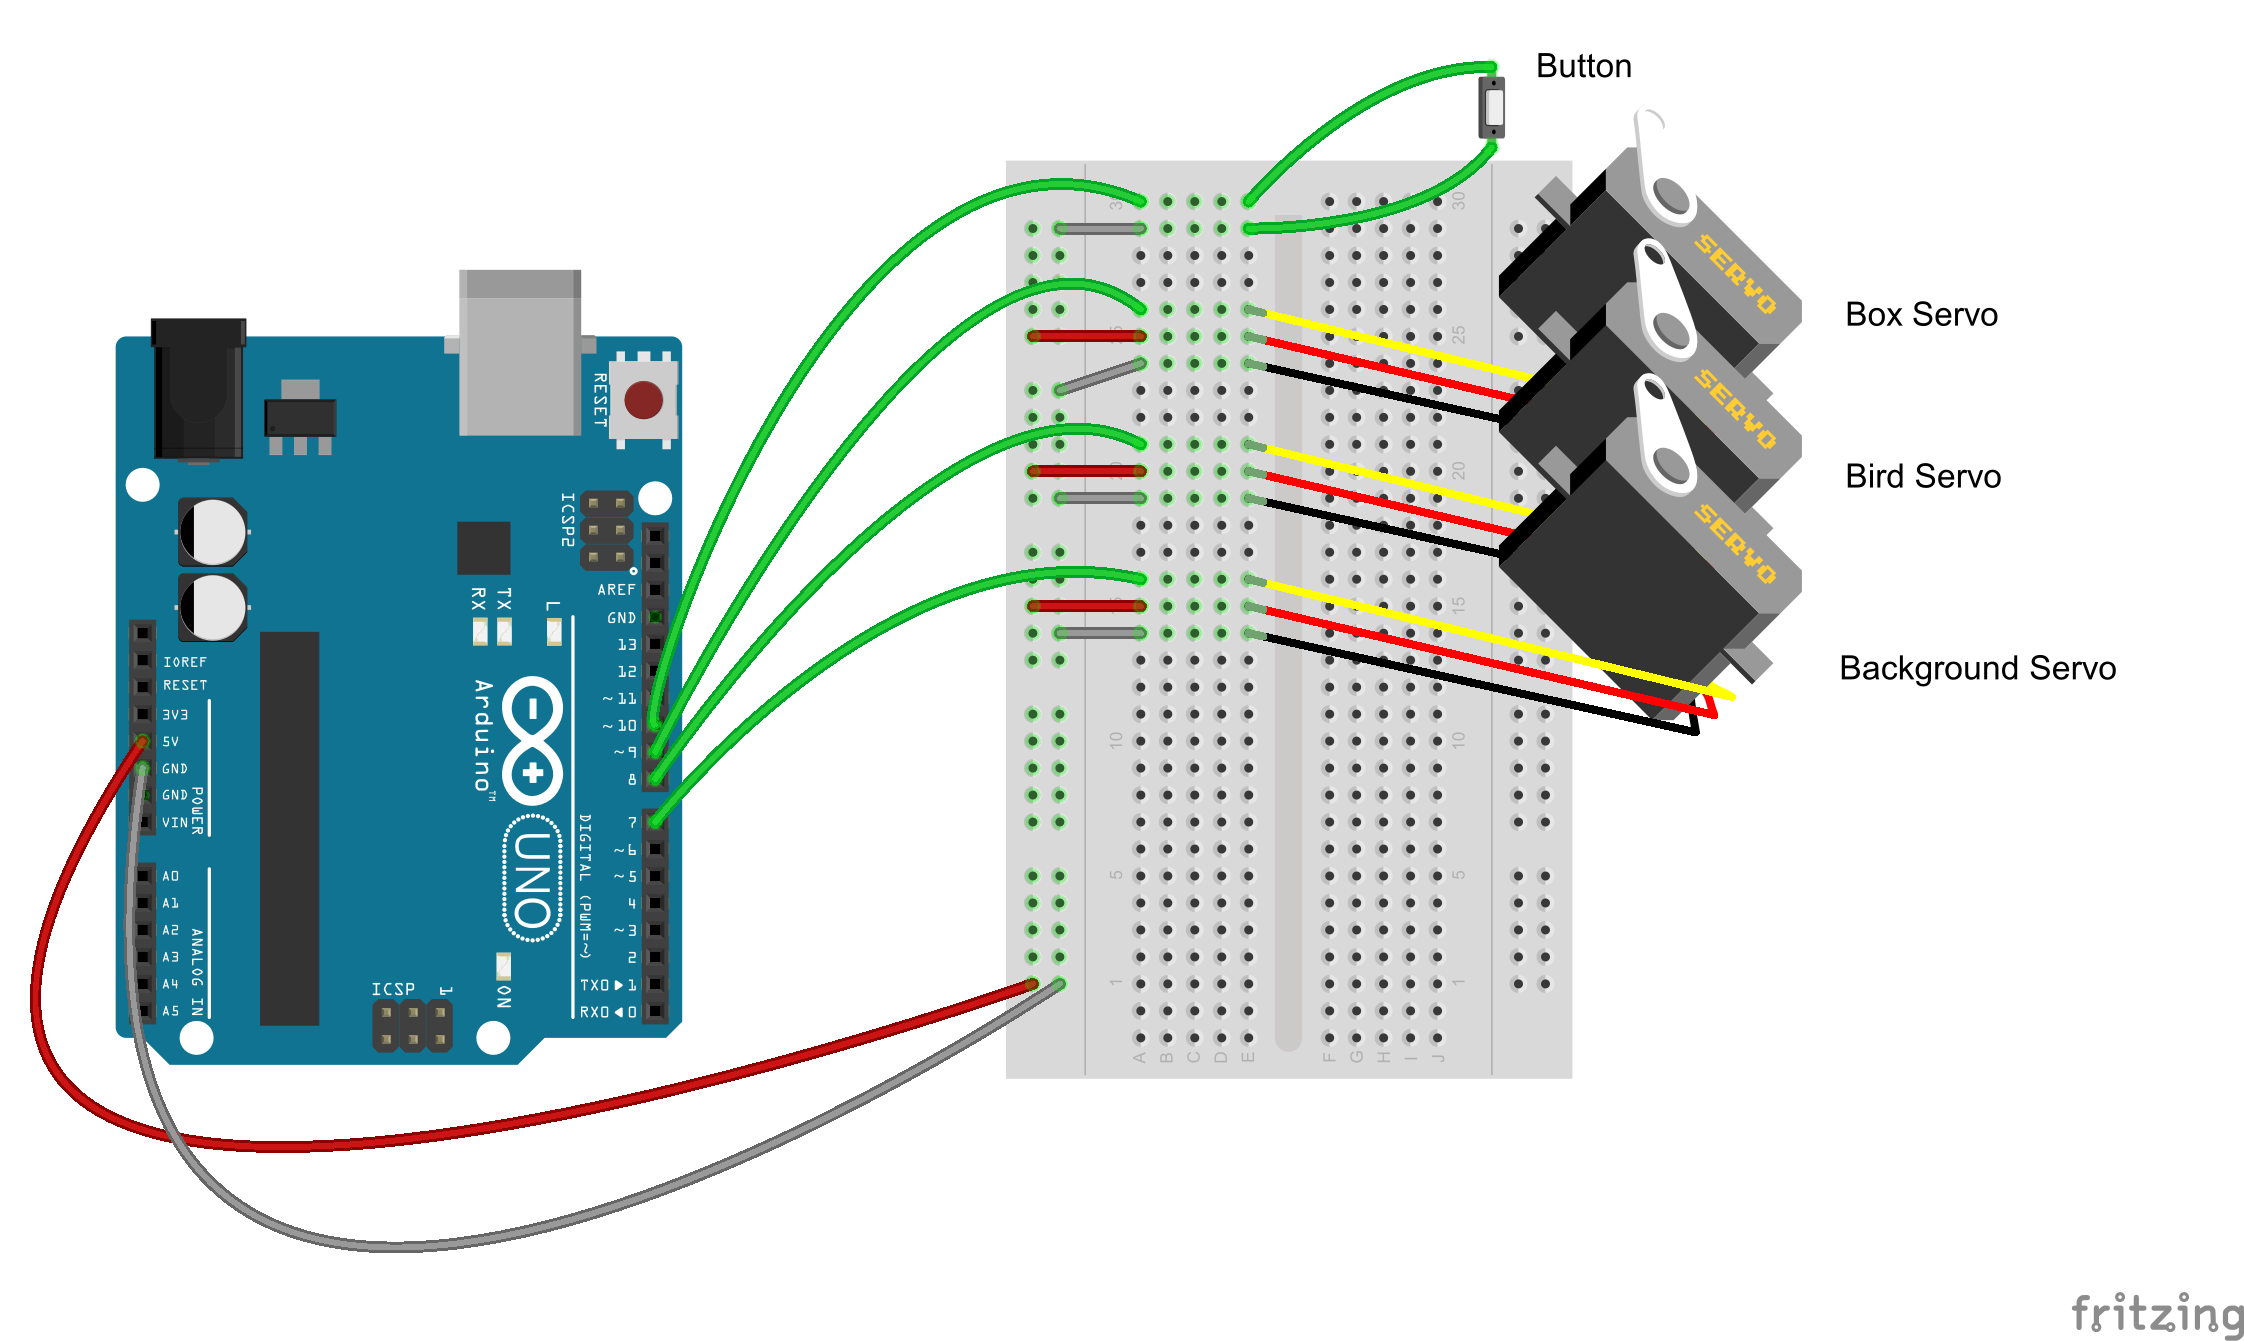 Button
Box Servo
Bird Servo
Background Servo
SERVO
SERVO
SERVO
RESET
ICSP2
AREF
GND
13
12
~11
~10
~9
8
7
~6
~5
4
~3
2
TX0▶1
RX0◀0
DIGITAL (PWM=~)
RX
TX
L
Arduino™
UNO
ON
ICSP
1
IOREF
RESET
3V3
5V
GND
GND
VIN
POWER
A0
A1
A2
A3
A4
A5
ANALOG IN
30
25
20
15
10
5
1
A B C D E F G H I J
fritzing